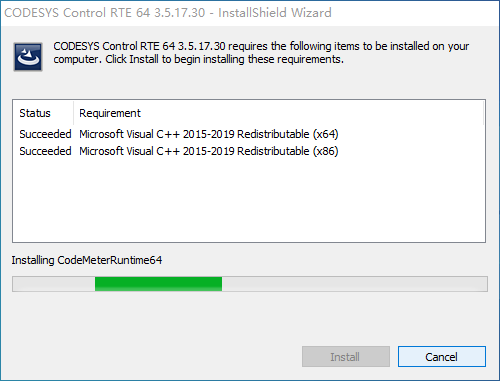 CODESYS Control RTE 64 3.5.17.30 - InstallShield Wizard
CODESYS Control RTE 64 3.5.17.30 requires the following items to be installed on your
computer. Click Install to begin installing these requirements.
Status Requirement
Succeeded Microsoft Visual C++ 2015-2019 Redistributable (x64)
Succeeded Microsoft Visual C++ 2015-2019 Redistributable (x86)
Installing CodeMeterRuntime64
Install Cancel